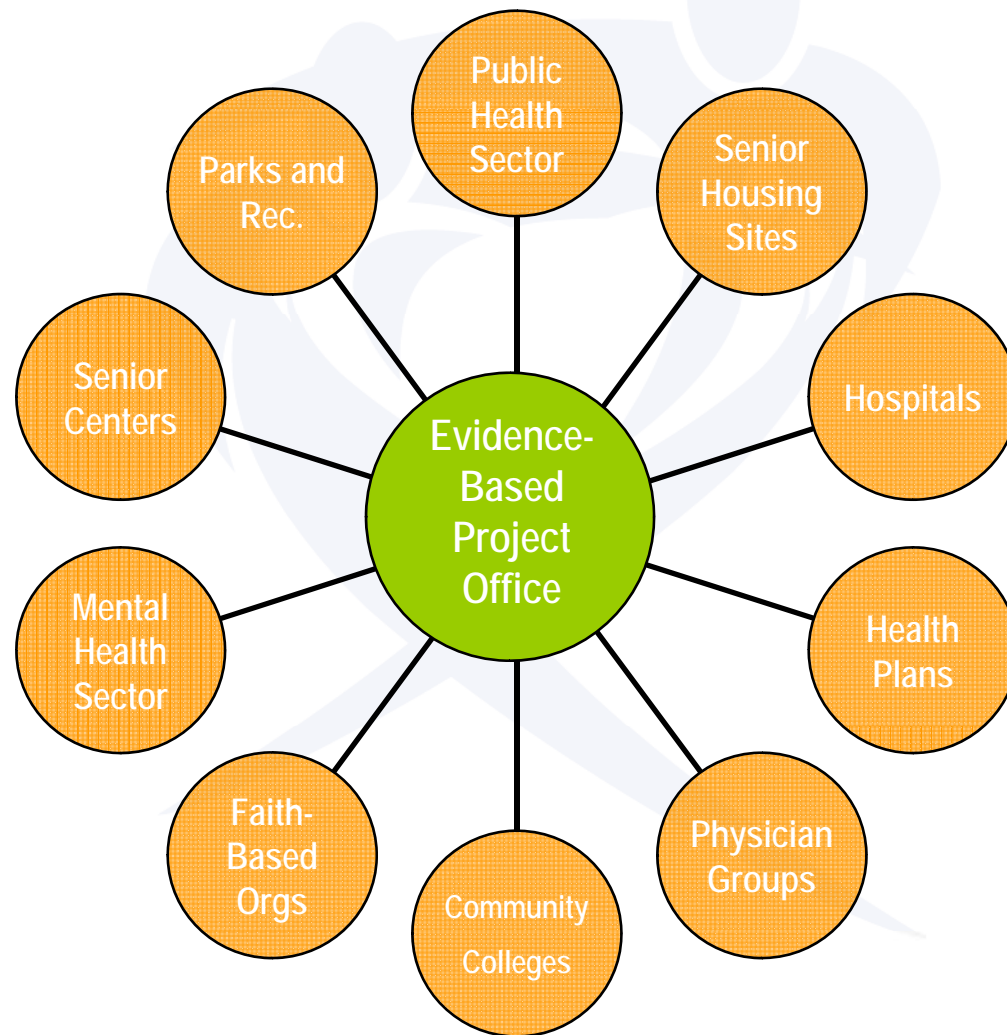 Public
Health
Sector
Senior
Housing
Sites
Hospitals
Health
Plans
Physician
Groups
Community
Colleges
Faith-
Based
Orgs
Mental
Health
Sector
Senior
Centers
Parks and
Rec.
Evidence-
Based
Project
Office